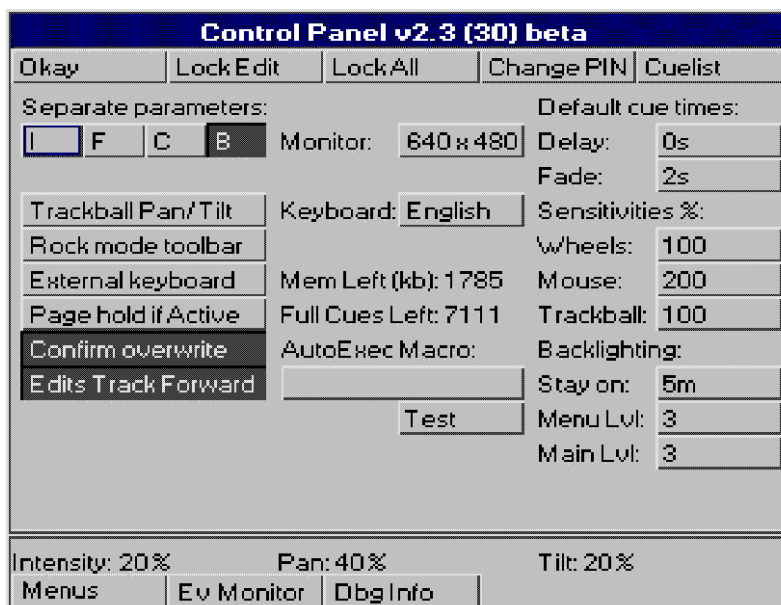 Control Panel v2.3 (30) beta
Okay Lock Edit Lock All Change PIN Cuelist
Separate parameters: Default cue times:
I F C B Monitor: 640 x 480 Delay: 0s
Fade: 2s
Trackball Pan/Tilt Keyboard: English Sensitivities %:
Rock mode toolbar Wheels: 100
External keyboard Mem Left (kb): 1785 Mouse: 200
Page hold if Active Full Cues Left: 7111 Trackball: 100
Confirm overwrite AutoExec Macro: Backlighting:
Edits Track Forward Stay on: 5m
Test Menu Lvl: 3
Main Lvl: 3
Intensity: 20% Pan: 40% Tilt: 20%
Menus Ev Monitor Dbg Info